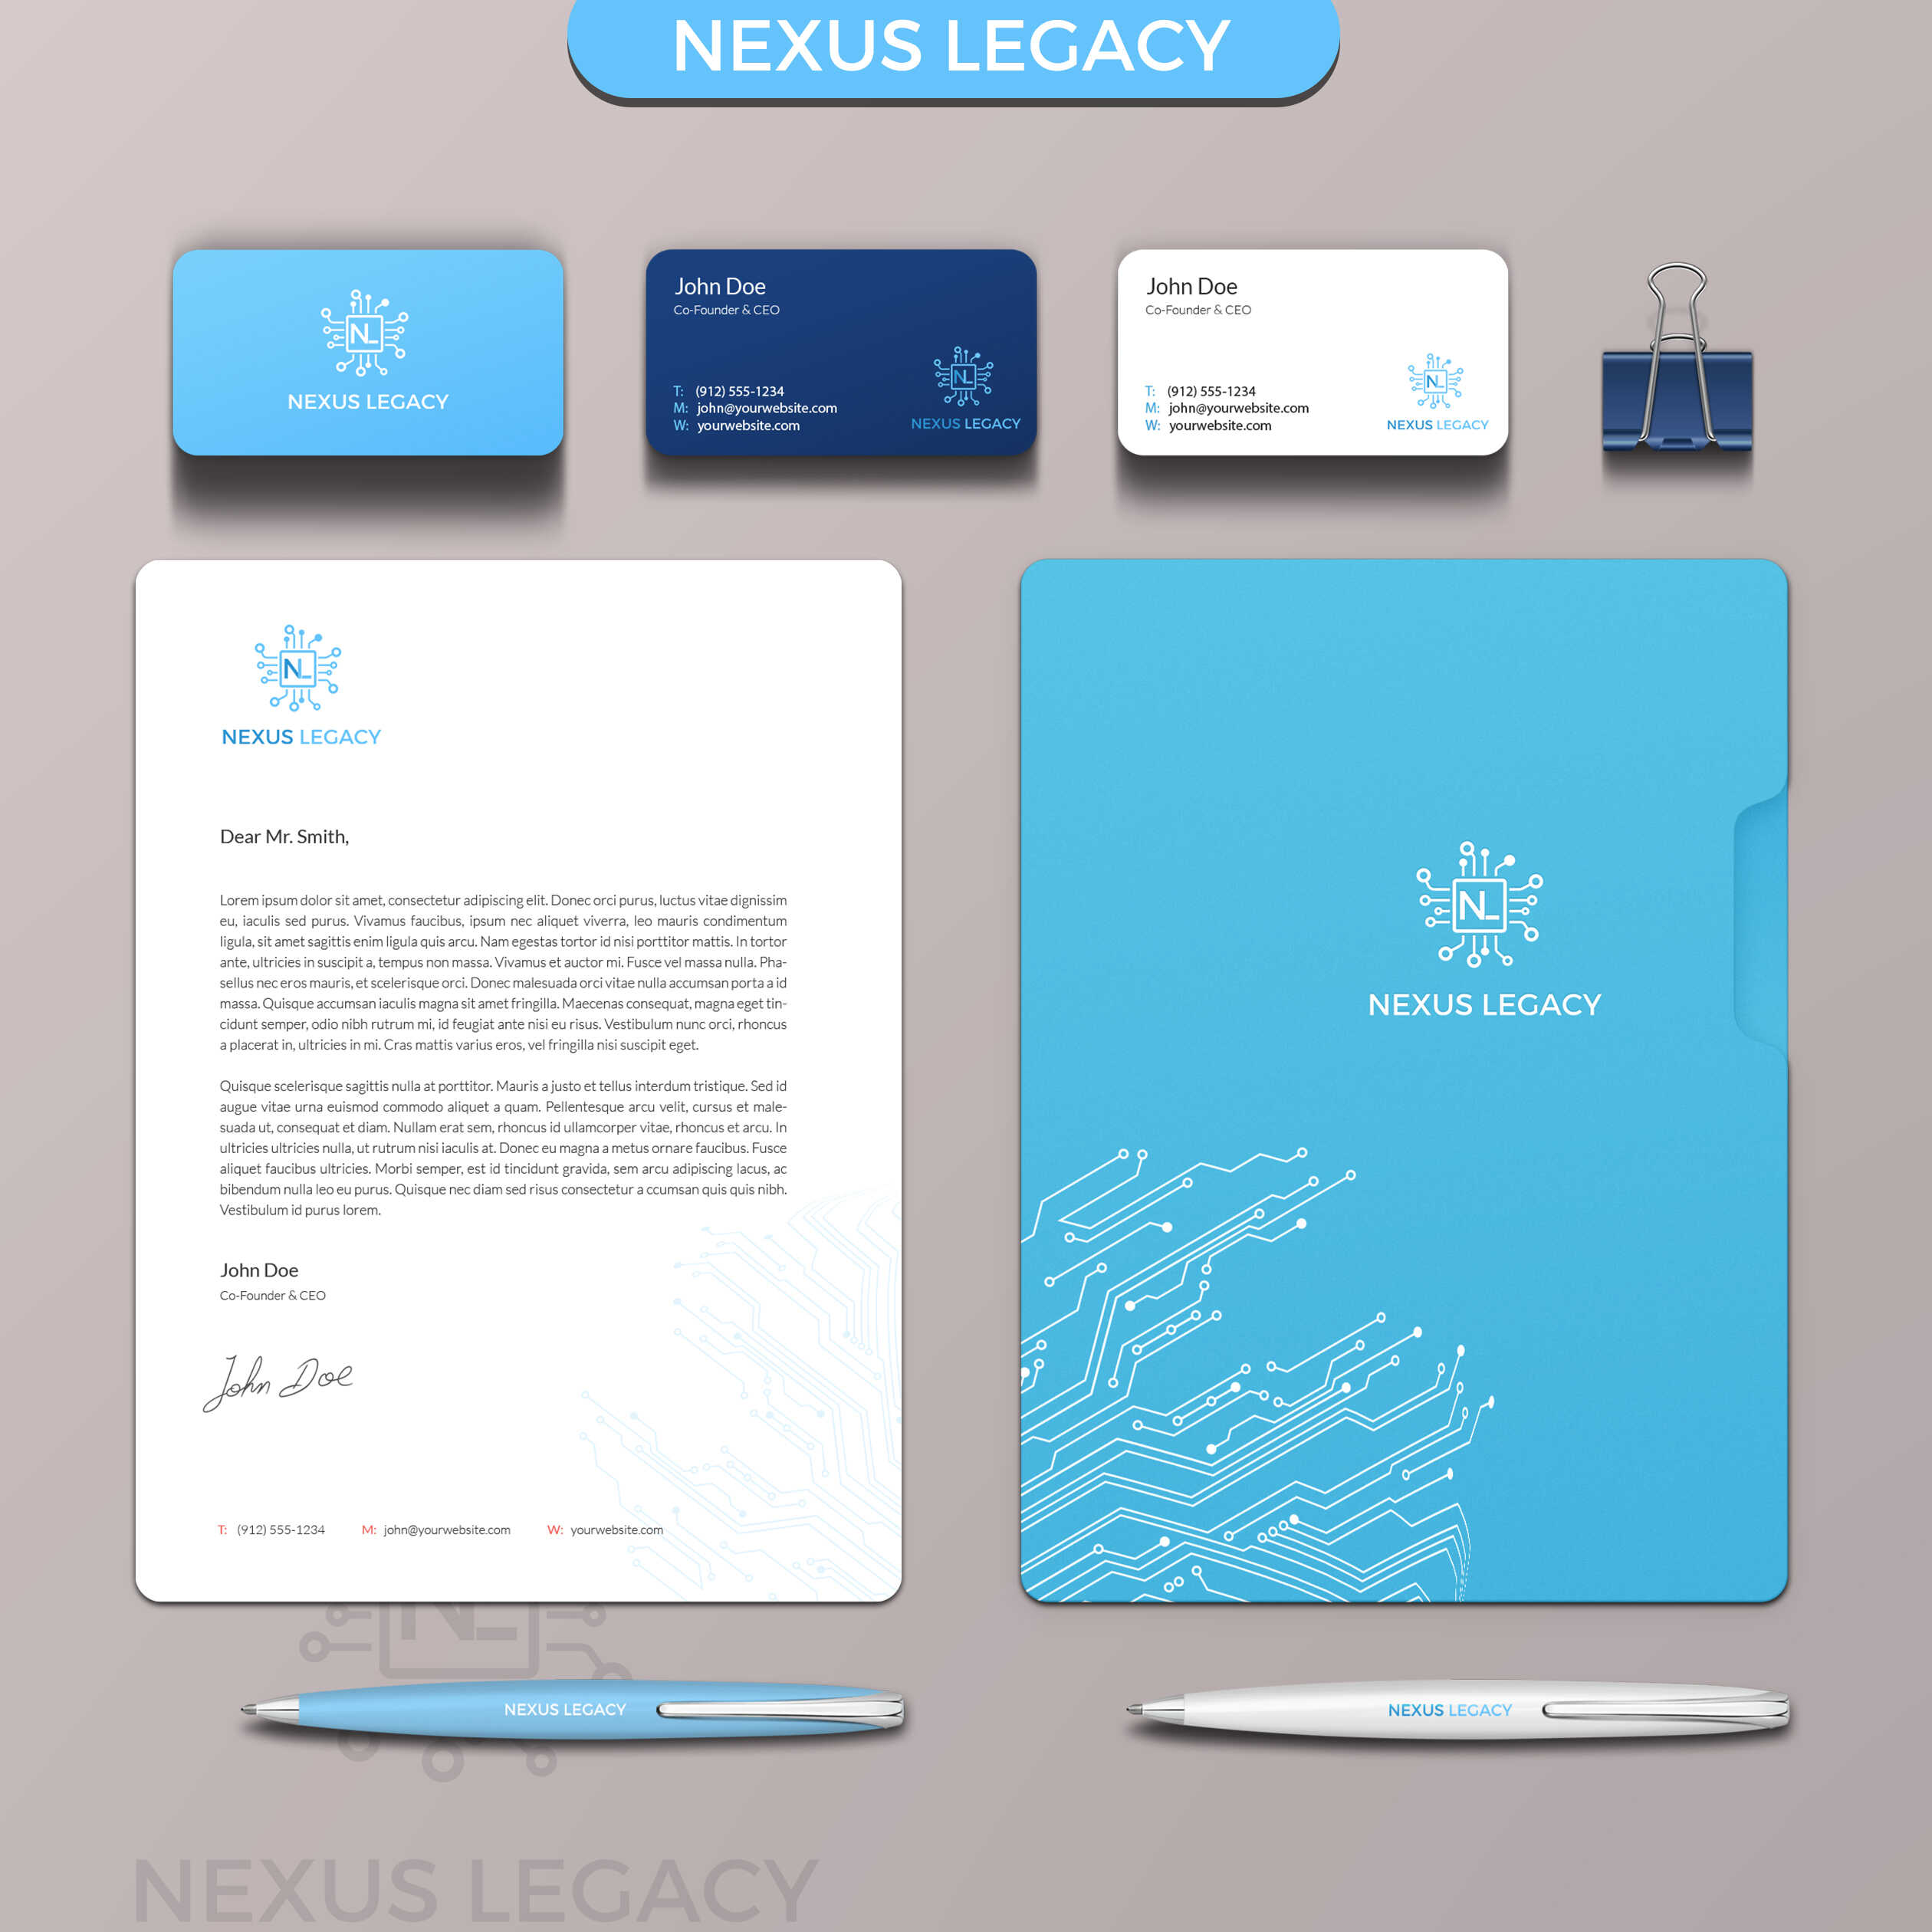 NEXUS LEGACY
NL
NEXUS LEGACY
John Doe
Co-Founder & CEO
T: (912) 555-1234
M: john@yourwebsite.com
W: yourwebsite.com
NL
NEXUS LEGACY
John Doe
Co-Founder & CEO
T: (912) 555-1234
M: john@yourwebsite.com
W: yourwebsite.com
NL
NEXUS LEGACY
NL
NEXUS LEGACY
Dear Mr. Smith,
Lorem ipsum dolor sit amet, consectetur adipiscing elit. Donec orci purus, luctus vitae dignissim
eu, iaculis sed purus. Vivamus faucibus, ipsum nec aliquet viverra, leo mauris condimentum
ligula, sit amet sagittis enim ligula quis arcu. Nam egestas tortor id nisi porttitor mattis. In tortor
ante, ultricies in suscipit a, tempus non massa. Vivamus et auctor mi. Fusce vel massa nulla. Pha-
sellus nec eros mauris, et scelerisque orci. Donec malesuada orci vitae nulla accumsan porta a id
massa. Quisque accumsan iaculis magna sit amet fringilla. Maecenas consequat, magna eget tin-
cidunt semper, odio nibh rutrum mi, id feugiat ante nisi eu risus. Vestibulum nunc orci, rhoncus
a placerat in, ultricies in mi. Cras mattis varius eros, vel fringilla nisi suscipit eget.
Quisque scelerisque sagittis nulla at porttitor. Mauris a justo et tellus interdum tristique. Sed id
augue vitae urna euismod commodo aliquet a quam. Pellentesque arcu velit, cursus et male-
suada ut, consequat et diam. Nullam erat sem, rhoncus id ullamcorper vitae, rhoncus et arcu. In
ultricies ultricies nulla, ut rutrum nisi iaculis at. Donec eu magna a metus ornare faucibus. Fusce
aliquet faucibus ultricies. Morbi semper, est id tincidunt gravida, sem arcu adipiscing lacus, ac
bibendum nulla leo eu purus. Quisque nec diam sed risus consectetur a ccumsan quis quis nibh.
Vestibulum id purus lorem.
John Doe
Co-Founder & CEO
John Doe
T: (912) 555-1234 M: john@yourwebsite.com W: yourwebsite.com
NL
NEXUS LEGACY
NL
NEXUS LEGACY
NEXUS LEGACY
NEXUS LEGACY